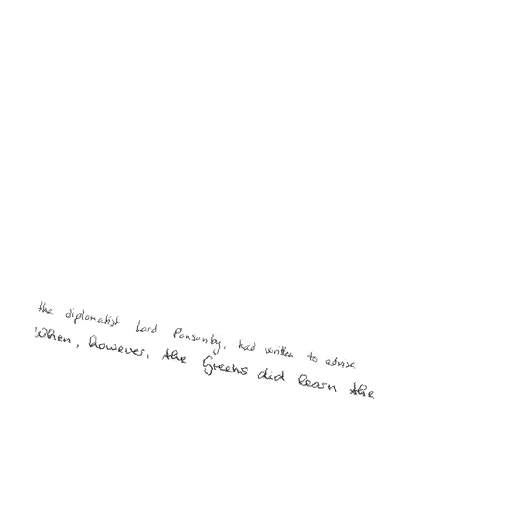 the diplomatist Lord Ponsonby, had written to advise
'When, however, the Greeks did learn the